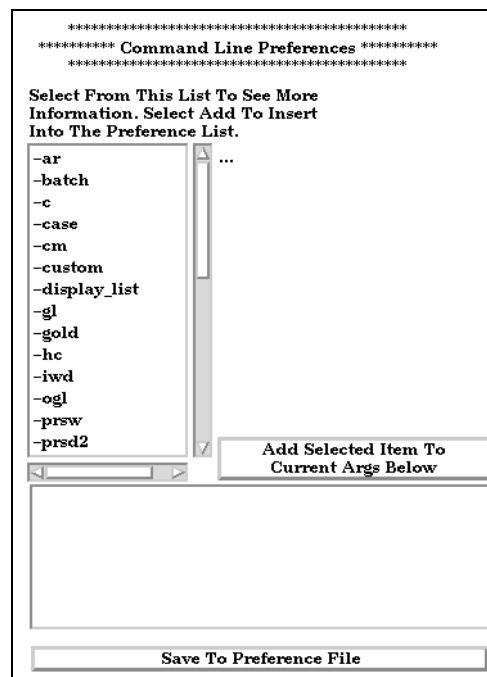 ******************************************
********** Command Line Preferences **********
******************************************
Select From This List To See More
Information. Select Add To Insert
Into The Preference List.
-ar
...
-batch
-c
-case
-cm
-custom
-display_list
-gl
-gold
-hc
-iwd
-ogl
-prsw
-prsd2
Add Selected Item To
Current Args Below
Save To Preference File